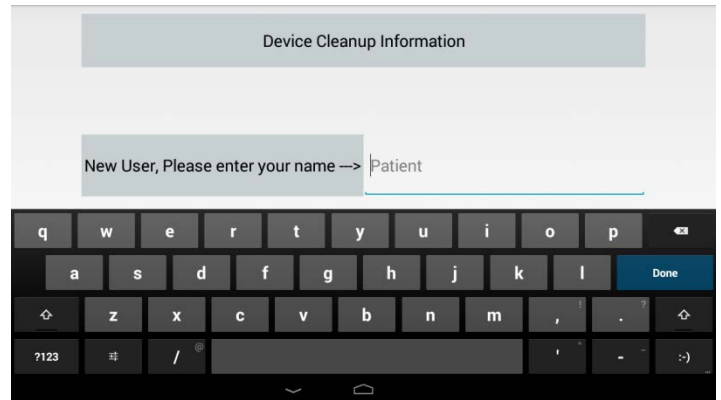 Device Cleanup Information
New User, Please enter your name ---> Patient
q w e r t y u i o p
a s d f g h j k l Done
z x c v b n m , ! . ?
?123 / @ ' " - _ :-) ...